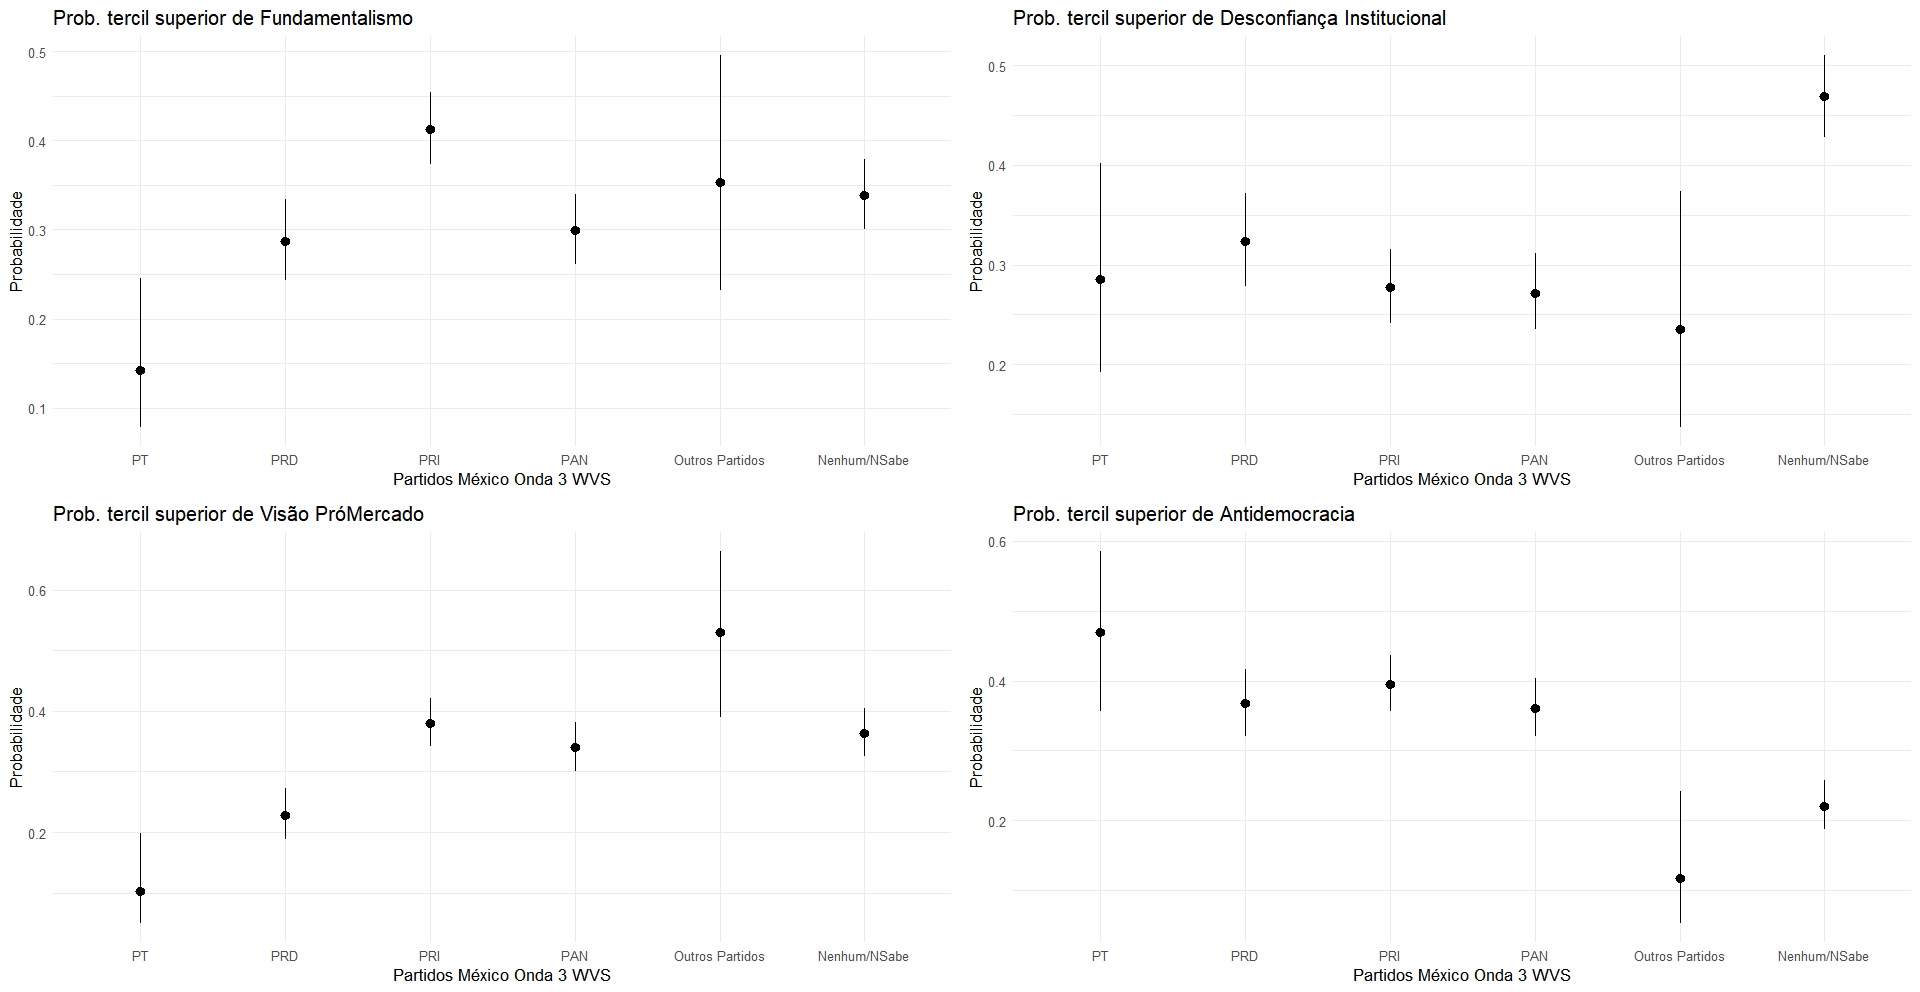 Prob. tercil superior de Fundamentalismo
Probabilidade
0.5
0.4
0.3
0.2
0.1
PT PRD PRI PAN Outros Partidos Nenhum/NSabe
Partidos México Onda 3 WVS
Prob. tercil superior de Desconfiança Institucional
Probabilidade
0.5
0.4
0.3
0.2
PT PRD PRI PAN Outros Partidos Nenhum/NSabe
Partidos México Onda 3 WVS
Prob. tercil superior de Visão PróMercado
Probabilidade
0.6
0.4
0.2
PT PRD PRI PAN Outros Partidos Nenhum/NSabe
Partidos México Onda 3 WVS
Prob. tercil superior de Antidemocracia
Probabilidade
0.6
0.4
0.2
PT PRD PRI PAN Outros Partidos Nenhum/NSabe
Partidos México Onda 3 WVS